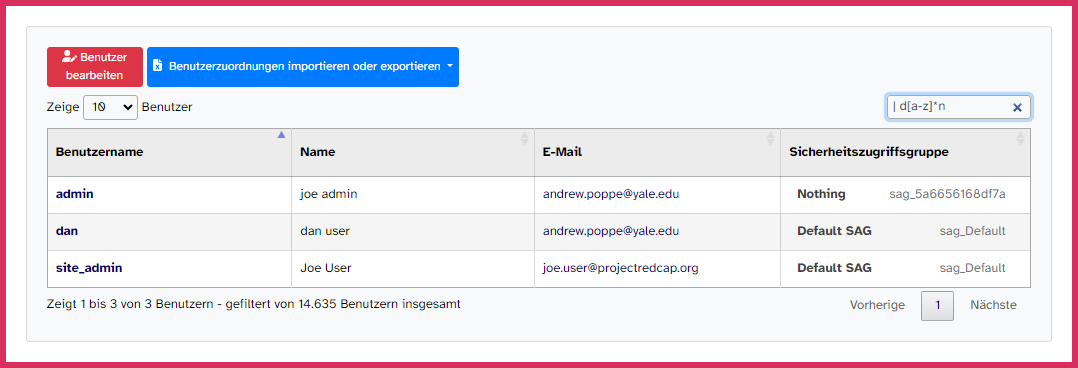 Benutzer
bearbeiten
Benutzerzuordnungen importieren oder exportieren
Zeige 10 Benutzer
| d[a-z]*n
Benutzername Name E-Mail Sicherheitszugriffsgruppe
admin joe admin andrew.poppe@yale.edu Nothing sag_5a6656168df7a
dan dan user andrew.poppe@yale.edu Default SAG sag_Default
site_admin Joe User joe.user@projectredcap.org Default SAG sag_Default
Zeigt 1 bis 3 von 3 Benutzern - gefiltert von 14.635 Benutzern insgesamt
Vorherige 1 Nächste